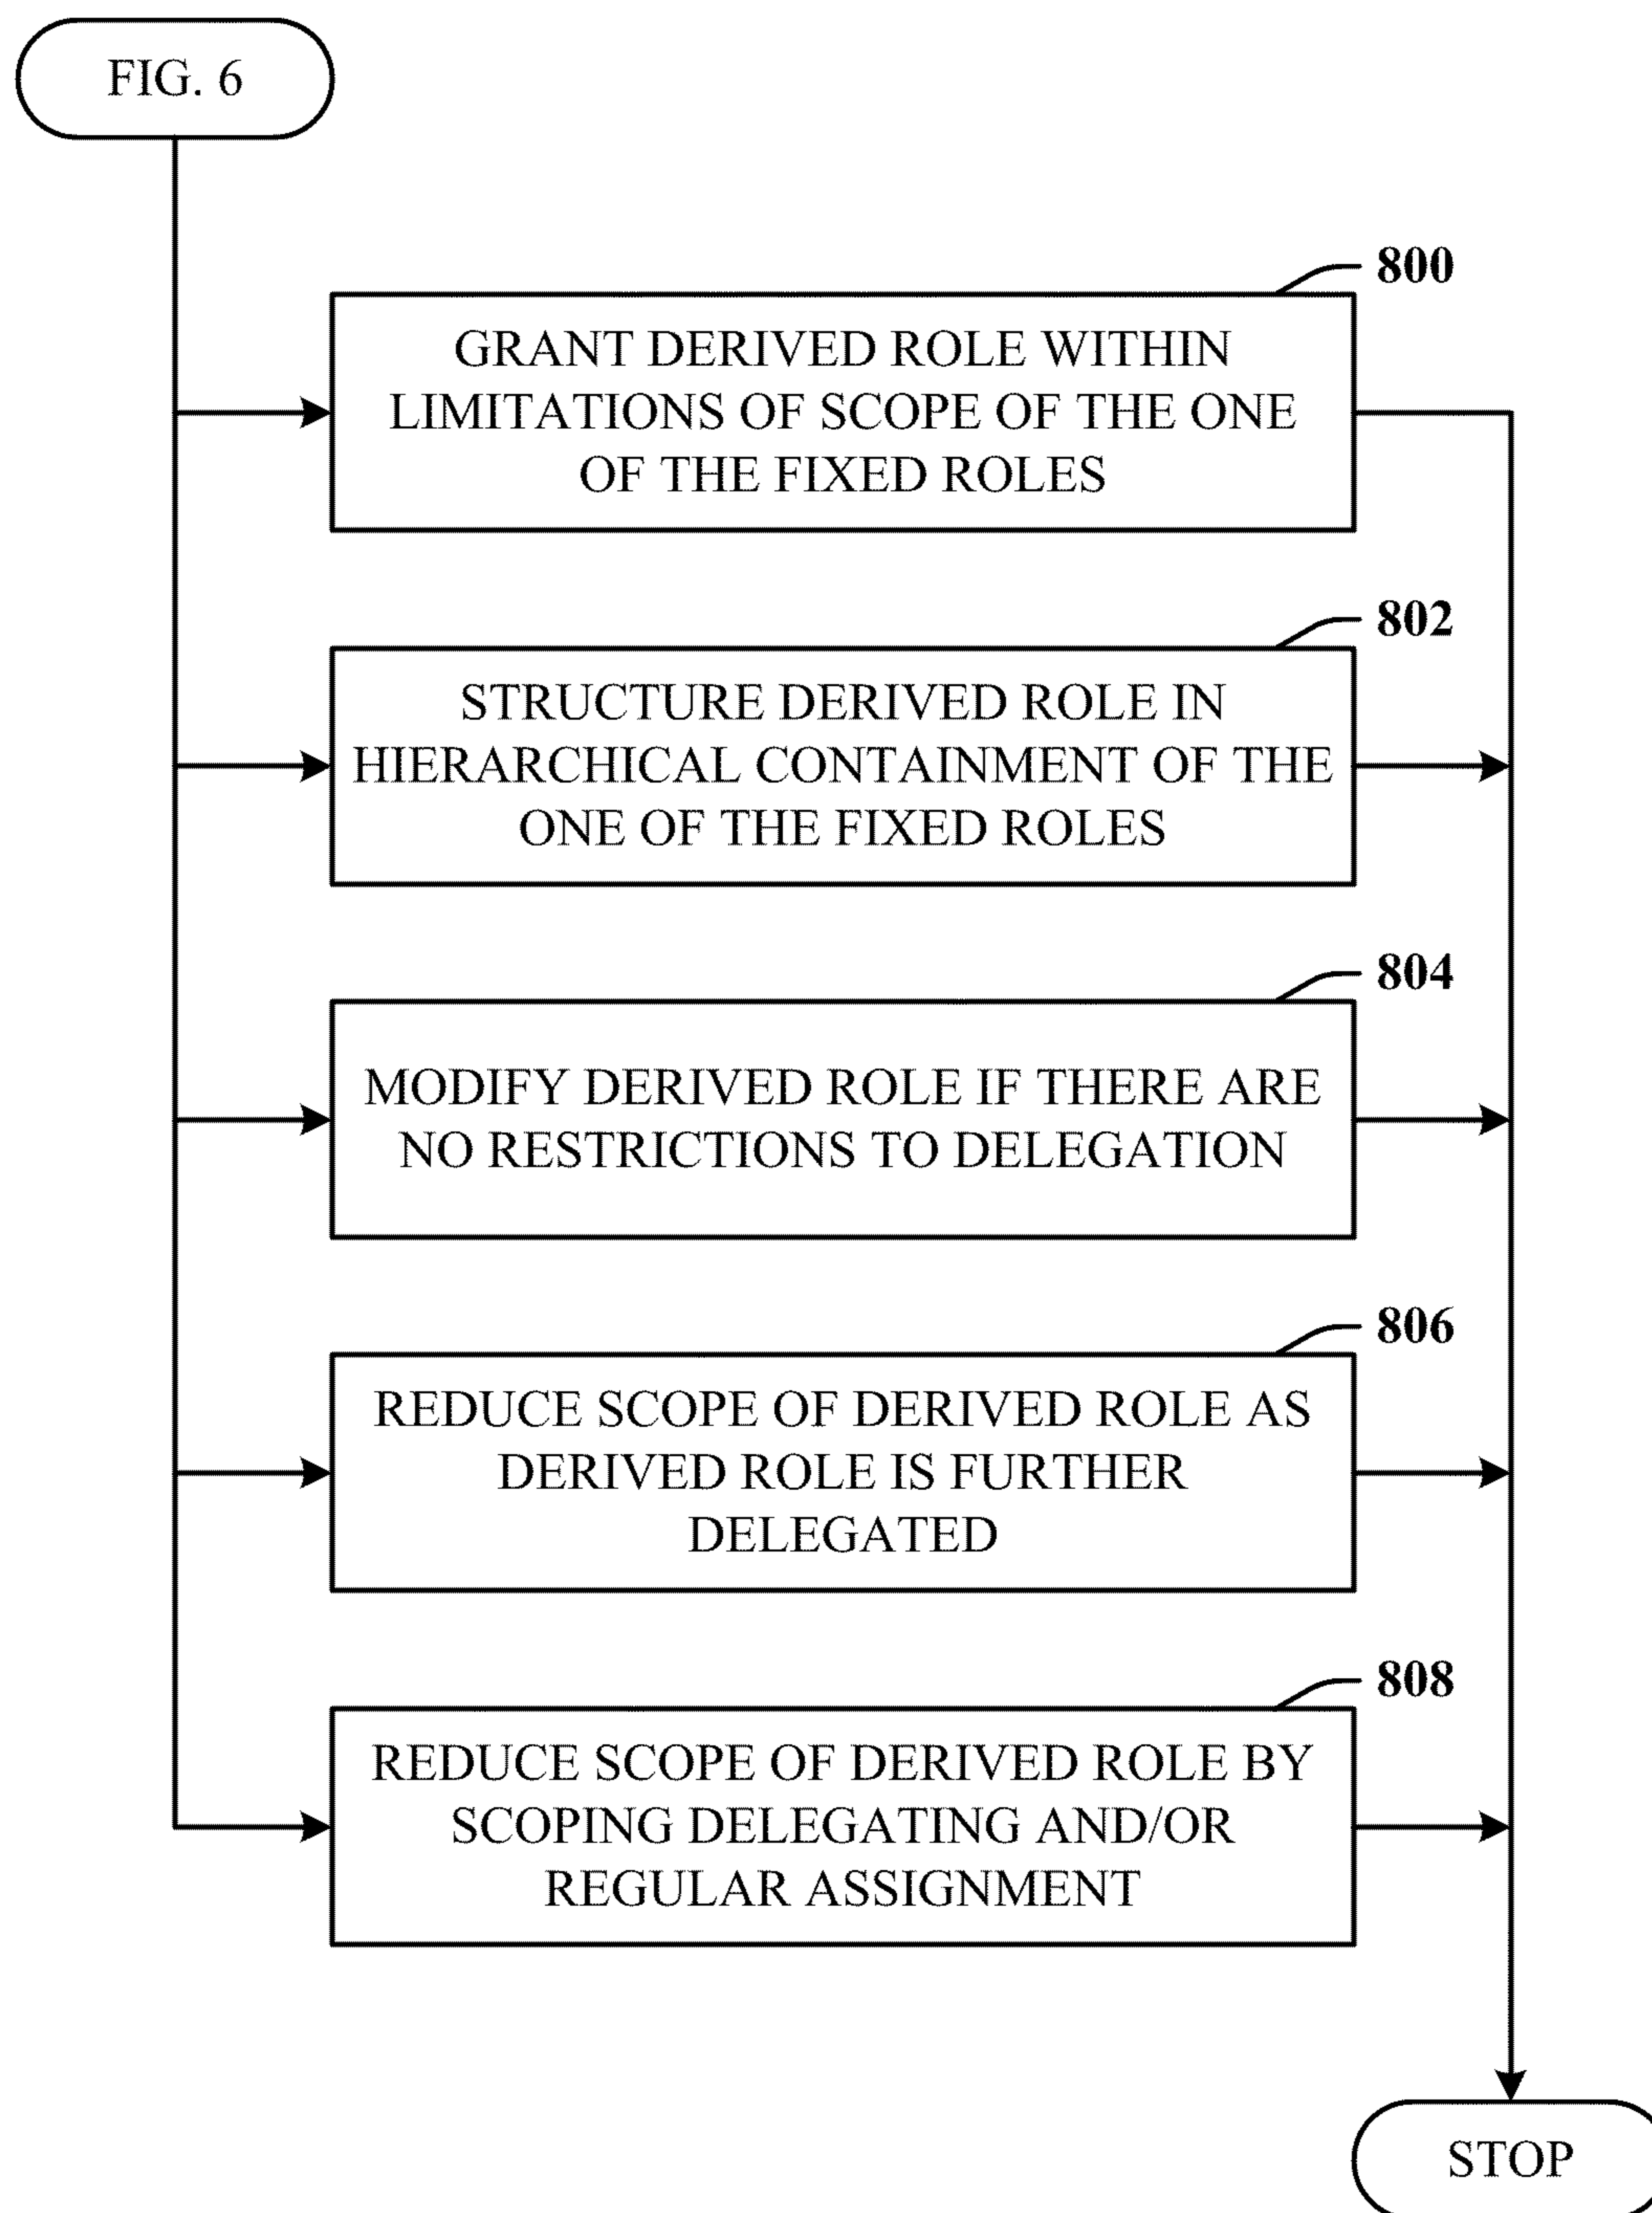 FIG. 6
800
GRANT DERIVED ROLE WITHIN
LIMITATIONS OF SCOPE OF THE ONE
OF THE FIXED ROLES
802
STRUCTURE DERIVED ROLE IN
HIERARCHICAL CONTAINMENT OF THE
ONE OF THE FIXED ROLES
804
MODIFY DERIVED ROLE IF THERE ARE
NO RESTRICTIONS TO DELEGATION
806
REDUCE SCOPE OF DERIVED ROLE AS
DERIVED ROLE IS FURTHER
DELEGATED
808
REDUCE SCOPE OF DERIVED ROLE BY
SCOPING DELEGATING AND/OR
REGULAR ASSIGNMENT
STOP